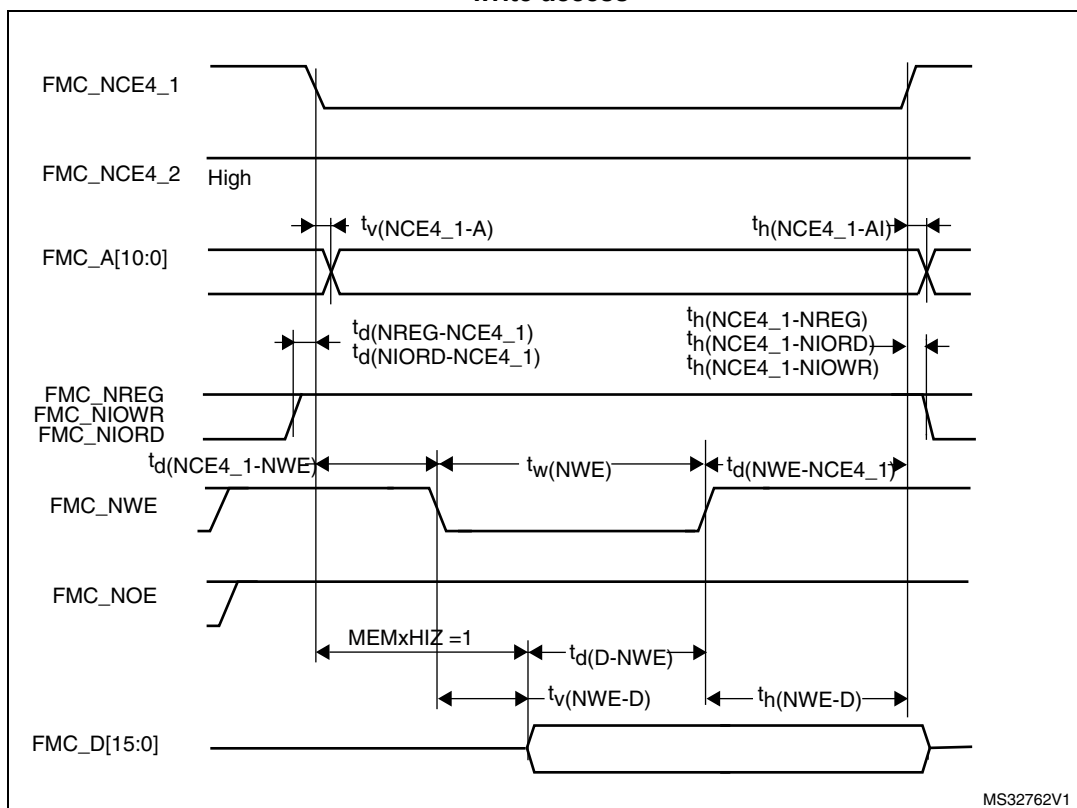 FMC_NCE4_1
FMC_NCE4_2 High
tv(NCE4_1-A) th(NCE4_1-AI)
FMC_A[10:0]
td(NREG-NCE4_1) th(NCE4_1-NREG)
td(NIORD-NCE4_1) th(NCE4_1-NIORD)
th(NCE4_1-NIOWR)
FMC_NREG
FMC_NIOWR
FMC_NIORD
td(NCE4_1-NWE) tw(NWE) td(NWE-NCE4_1)
FMC_NWE
FMC_NOE
MEMxHIZ =1 td(D-NWE)
tv(NWE-D) th(NWE-D)
FMC_D[15:0]
MS32762V1